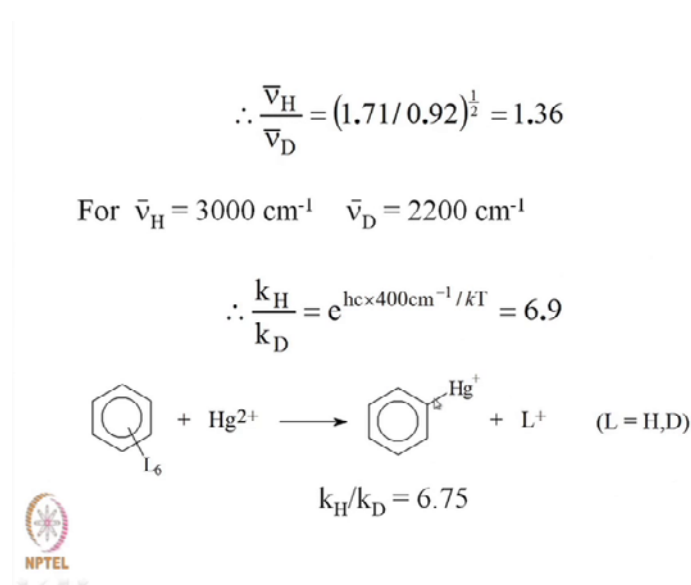 ∴ ν̅H/ν̅D = (1.71/0.92)^½ = 1.36
For ν̅H = 3000 cm⁻¹ ν̅D = 2200 cm⁻¹
∴ kH/kD = e^(hc×400cm⁻¹/kT) = 6.9
L₆ + Hg²⁺ ⟶ Hg⁺ + L⁺ (L = H,D)
kH/kD = 6.75
NPTEL